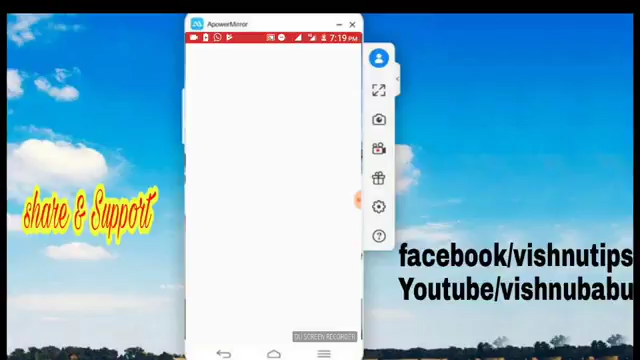 ApowerMirror
7:19 PM
share & Support
facebook/vishnutips
Youtube/vishnubabu
DU SCREEN RECORDER